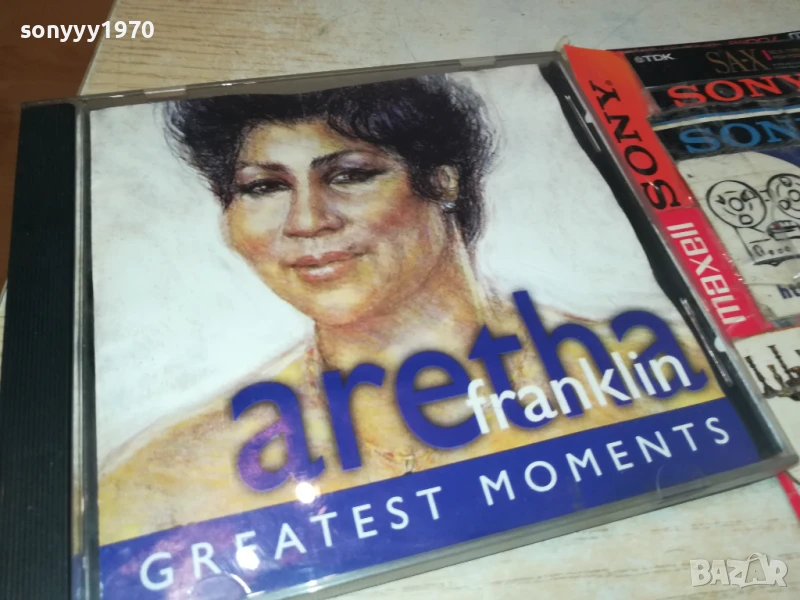 sonyyy1970
TDK
SA-X
SONY
SONY
SONY
maxell
aretha
franklin
GREATEST MOMENTS
BAZAR